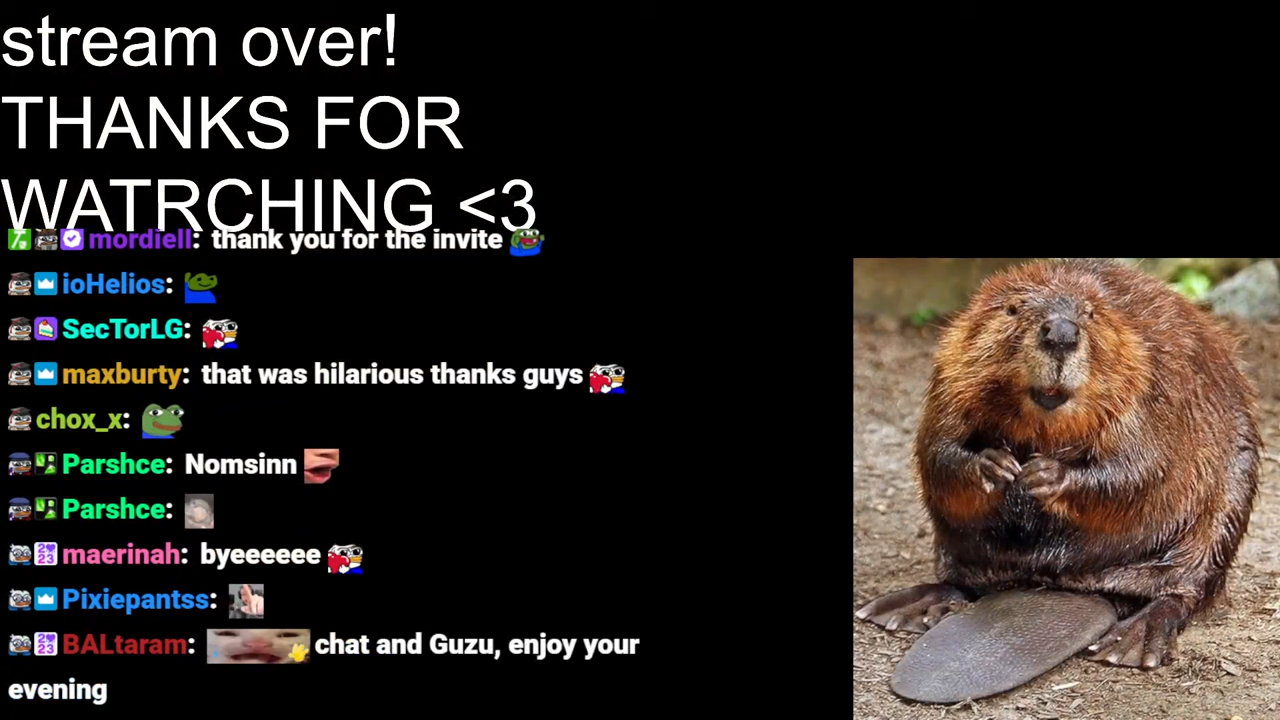 stream over!
THANKS FOR
WATRCHING <3
mordiell: thank you for the invite
ioHelios:
SecTorLG:
maxburty: that was hilarious thanks guys
chox_x:
Parshce: Nomsinn
Parshce:
maerinah: byeeeeee
Pixiepantss:
BALtaram: chat and Guzu, enjoy your
evening